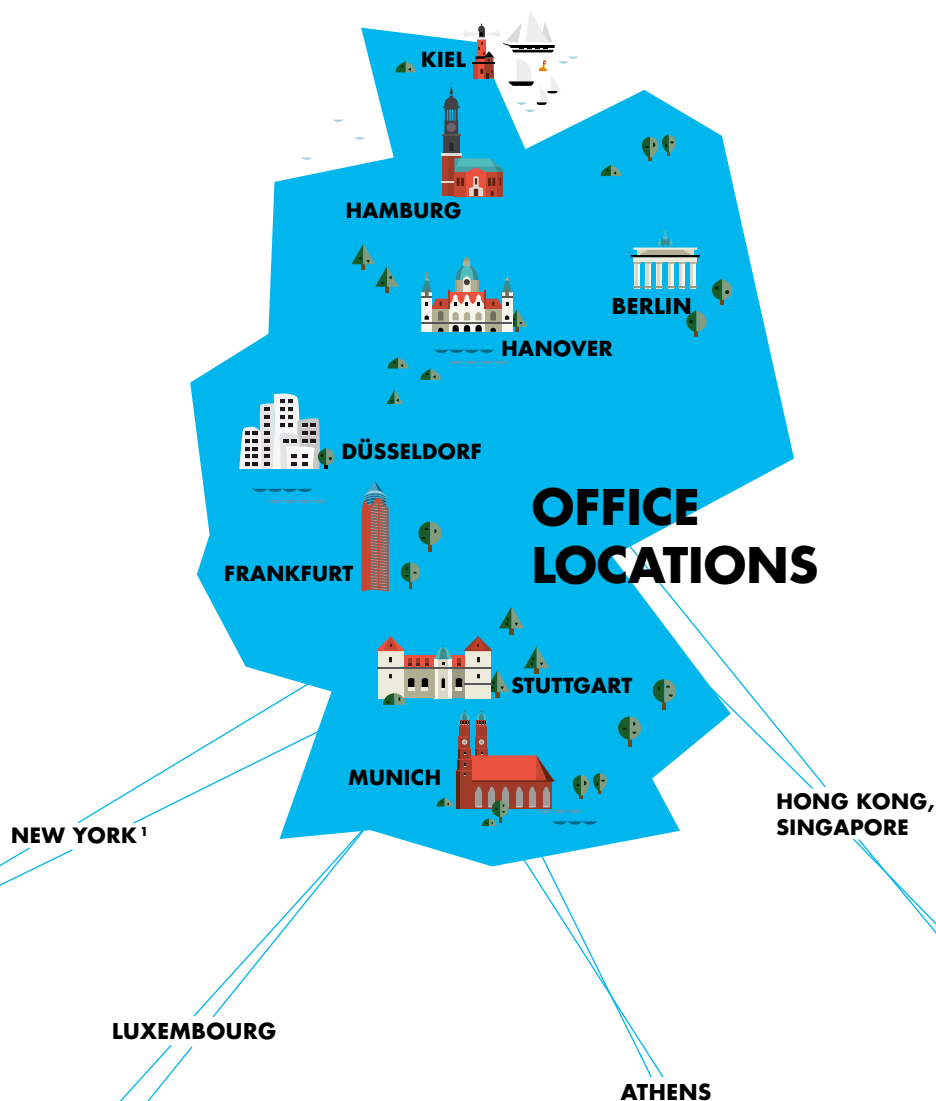 KIEL
HAMBURG
BERLIN
HANOVER
DÜSSELDORF
OFFICE
LOCATIONS
FRANKFURT
STUTTGART
MUNICH
HONG KONG,
SINGAPORE
NEW YORK¹
LUXEMBOURG
ATHENS